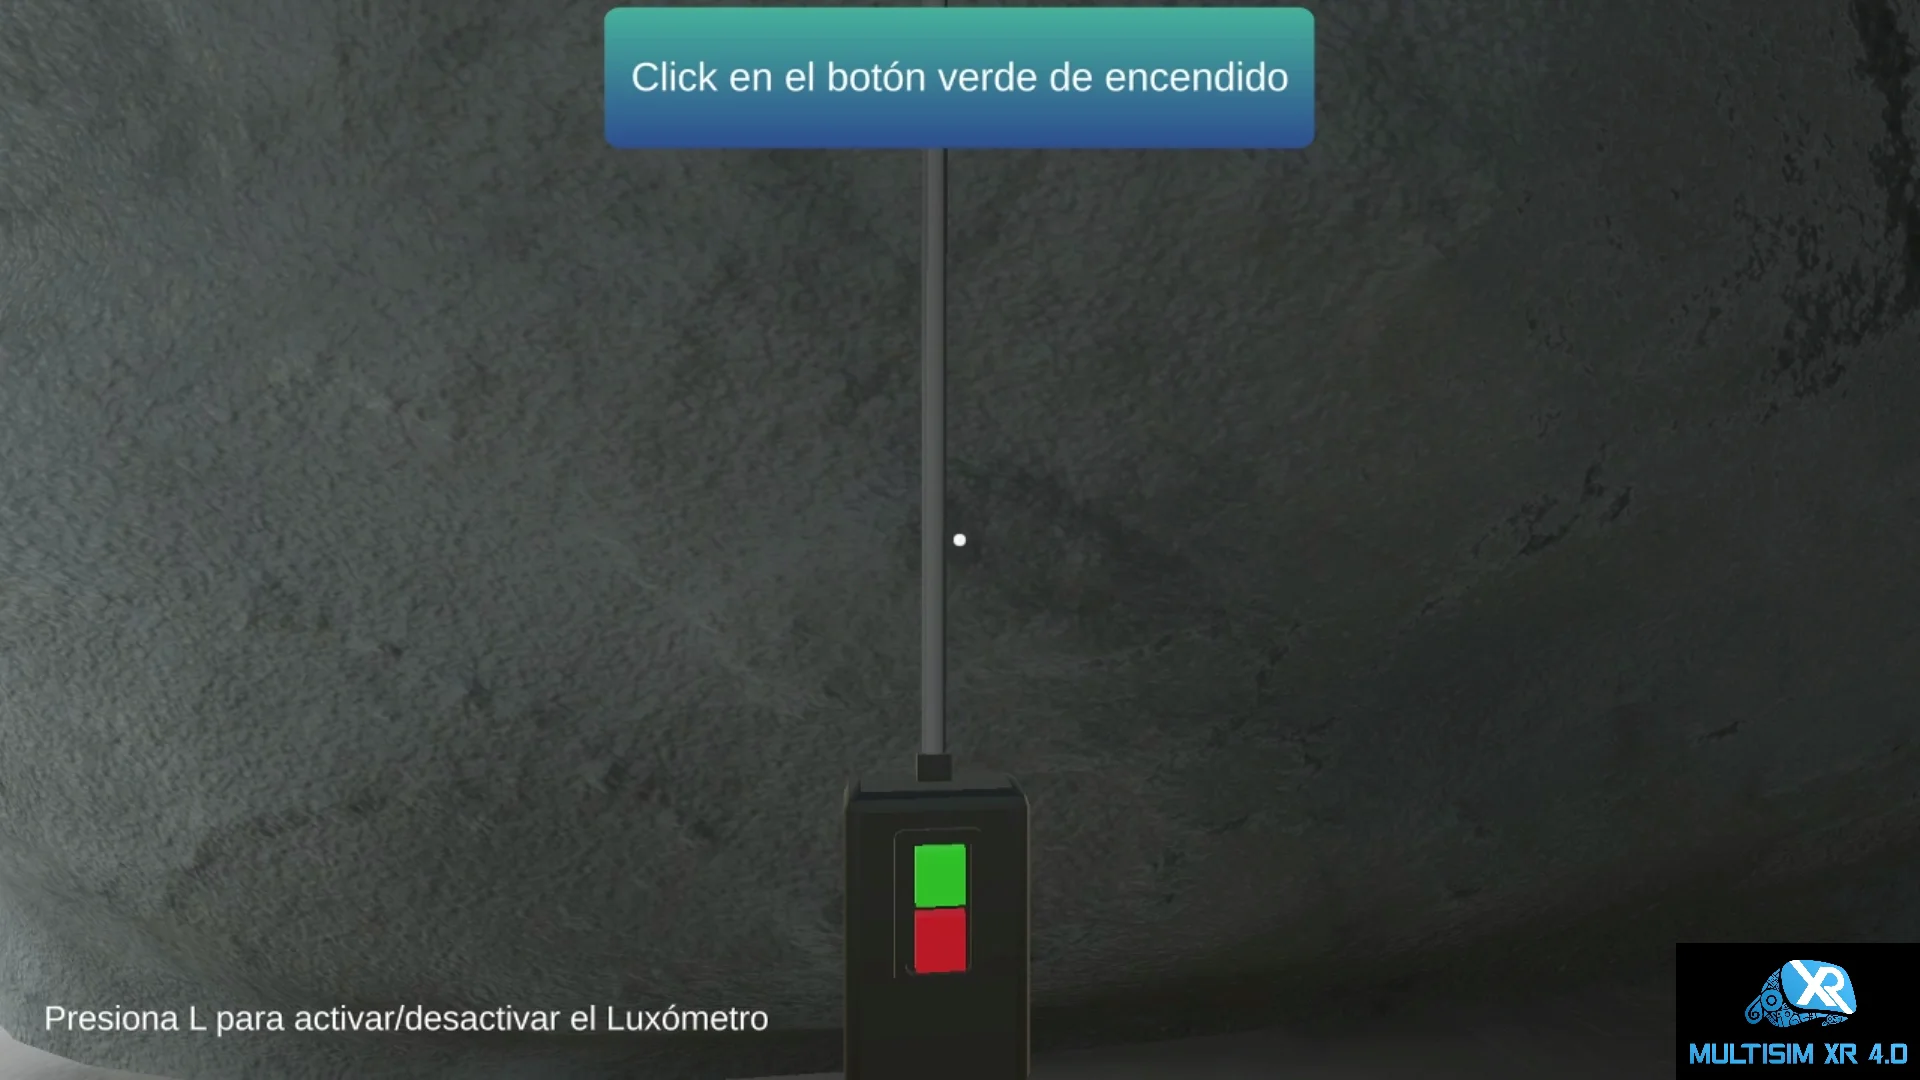 Click en el botón verde de encendido
Presiona L para activar/desactivar el Luxómetro
XR
MULTISIM XR 4.0